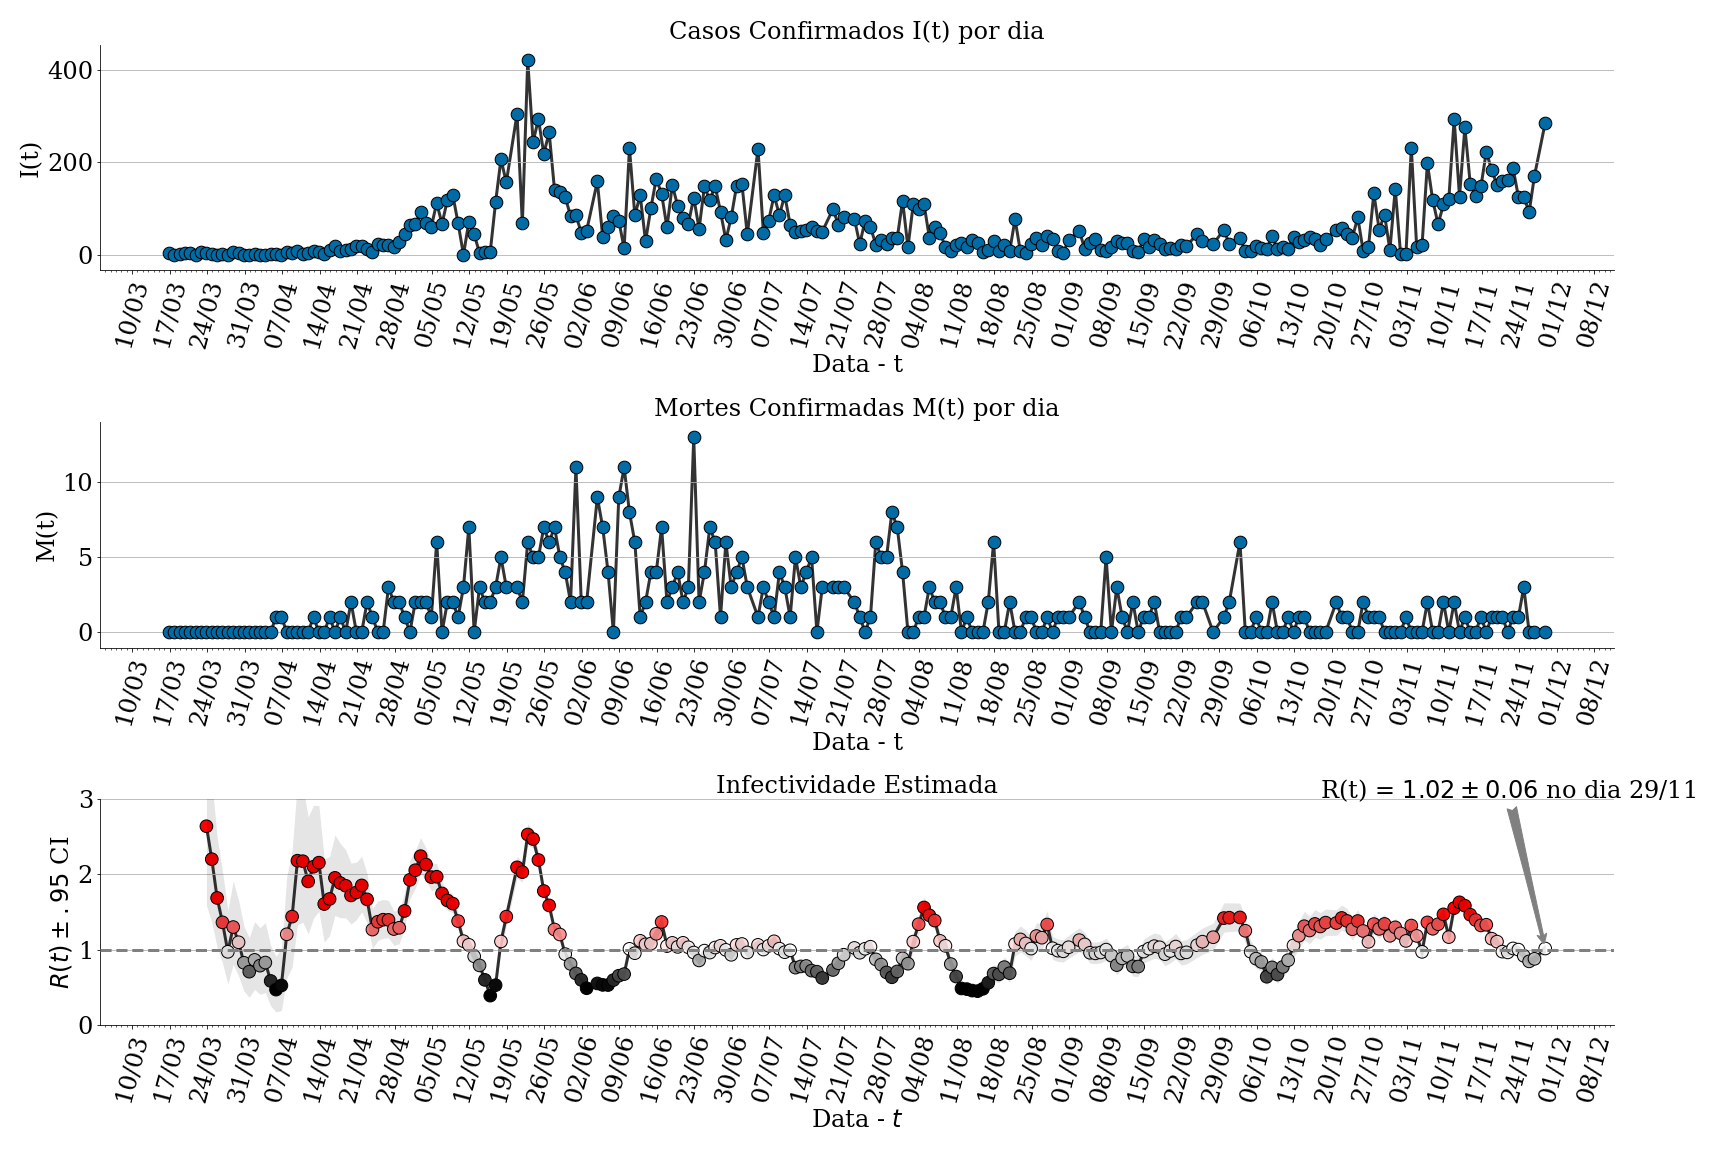 Casos Confirmados I(t) por dia
400
200
0
I(t)
10/03 17/03 24/03 31/03 07/04 14/04 21/04 28/04 05/05 12/05 19/05 26/05 02/06 09/06 16/06 23/06 30/06 07/07 14/07 21/07 28/07 04/08 11/08 18/08 25/08 01/09 08/09 15/09 22/09 29/09 06/10 13/10 20/10 27/10 03/11 10/11 17/11 24/11 01/12 08/12
Data - t
Mortes Confirmadas M(t) por dia
10
5
0
M(t)
10/03 17/03 24/03 31/03 07/04 14/04 21/04 28/04 05/05 12/05 19/05 26/05 02/06 09/06 16/06 23/06 30/06 07/07 14/07 21/07 28/07 04/08 11/08 18/08 25/08 01/09 08/09 15/09 22/09 29/09 06/10 13/10 20/10 27/10 03/11 10/11 17/11 24/11 01/12 08/12
Data - t
Infectividade Estimada
R(t) = 1.02 ± 0.06 no dia 29/11
3
2
1
0
R(t) ± .95 CI
10/03 17/03 24/03 31/03 07/04 14/04 21/04 28/04 05/05 12/05 19/05 26/05 02/06 09/06 16/06 23/06 30/06 07/07 14/07 21/07 28/07 04/08 11/08 18/08 25/08 01/09 08/09 15/09 22/09 29/09 06/10 13/10 20/10 27/10 03/11 10/11 17/11 24/11 01/12 08/12
Data - t